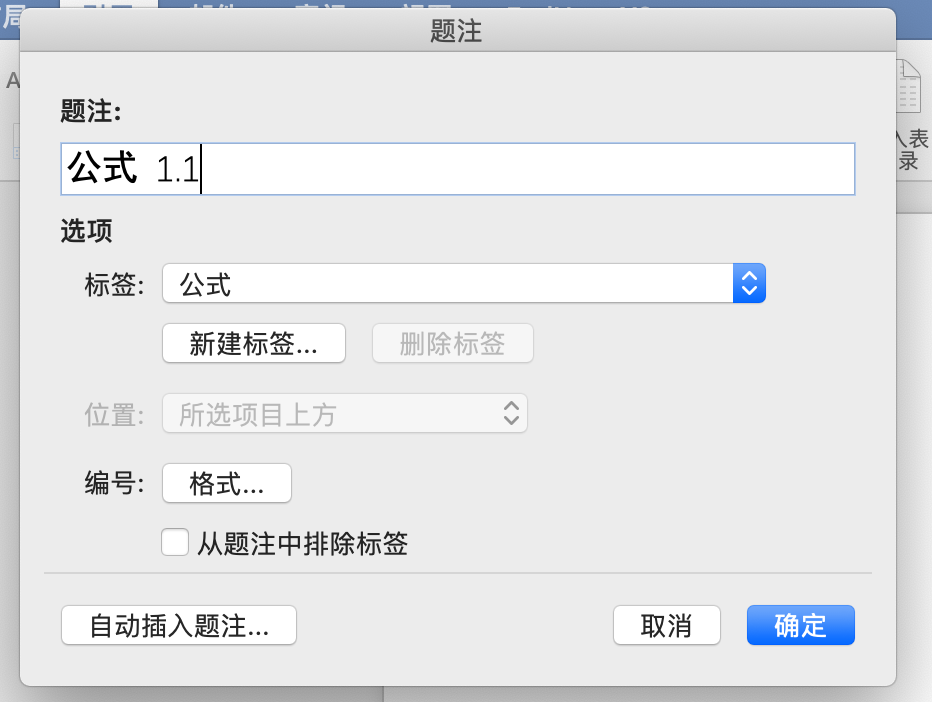 题注
题注:
公式 1.1
选项
标签: 公式
新建标签... 删除标签
位置: 所选项目上方
编号: 格式...
从题注中排除标签
自动插入题注... 取消 确定
入表
录